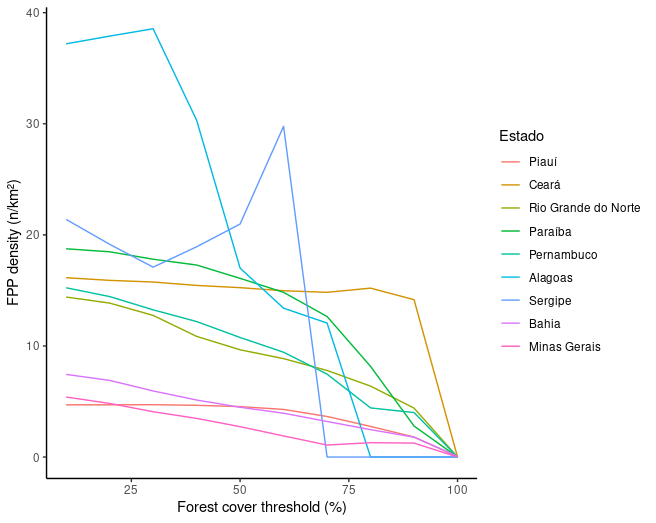 40
30
20
10
0
FPP density (n/km²)
25
50
75
100
Forest cover threshold (%)
Estado
Piauí
Ceará
Rio Grande do Norte
Paraíba
Pernambuco
Alagoas
Sergipe
Bahia
Minas Gerais